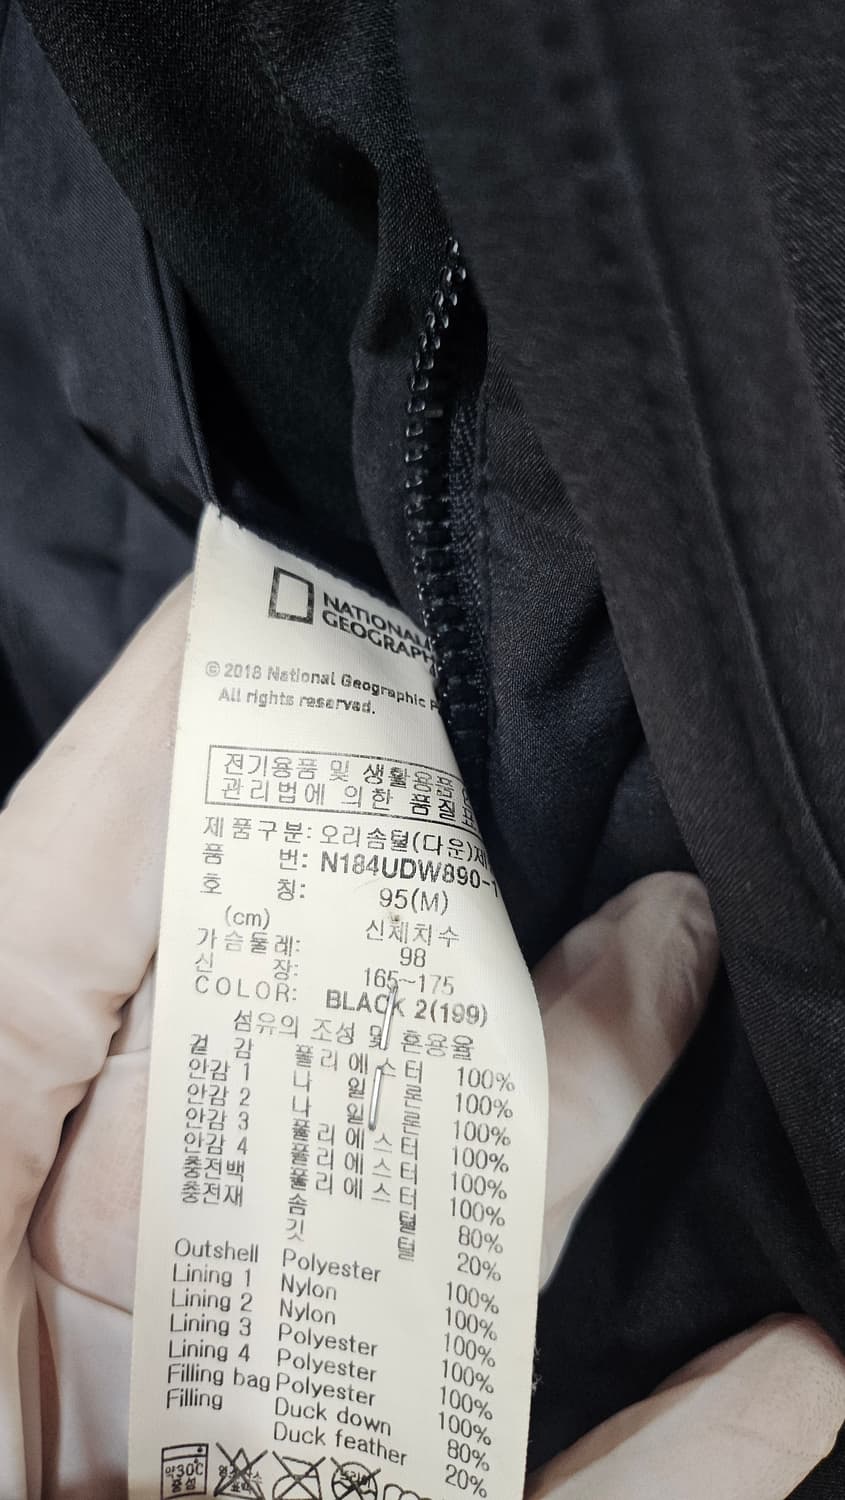 NATIONAL
GEOGRAPH
© 2018 National Geographic P
All rights reserved.
전기용품 및 생활용품
관리법에 의한 품질표
제품구분: 오리솜털(다운)제
품 번: N184UDW890-1
호 칭: 95(M)
(cm) 신체치수
가슴둘레: 98
신 장: 165~175
COLOR: BLACK 2(199)
섬유의 조성 및 혼용율
겉 감 폴리에스터 100%
안감 1 나 일 론 100%
안감 2 나 일 론 100%
안감 3 폴리에스터 100%
안감 4 폴리에스터 100%
충전백 폴리에스터 100%
충전재 솜 털 80%
깃 털 20%
Outshell Polyester 100%
Lining 1 Nylon 100%
Lining 2 Nylon 100%
Lining 3 Polyester 100%
Lining 4 Polyester 100%
Filling bag Polyester 100%
Filling Duck down 80%
Duck feather 20%
약30℃
중성